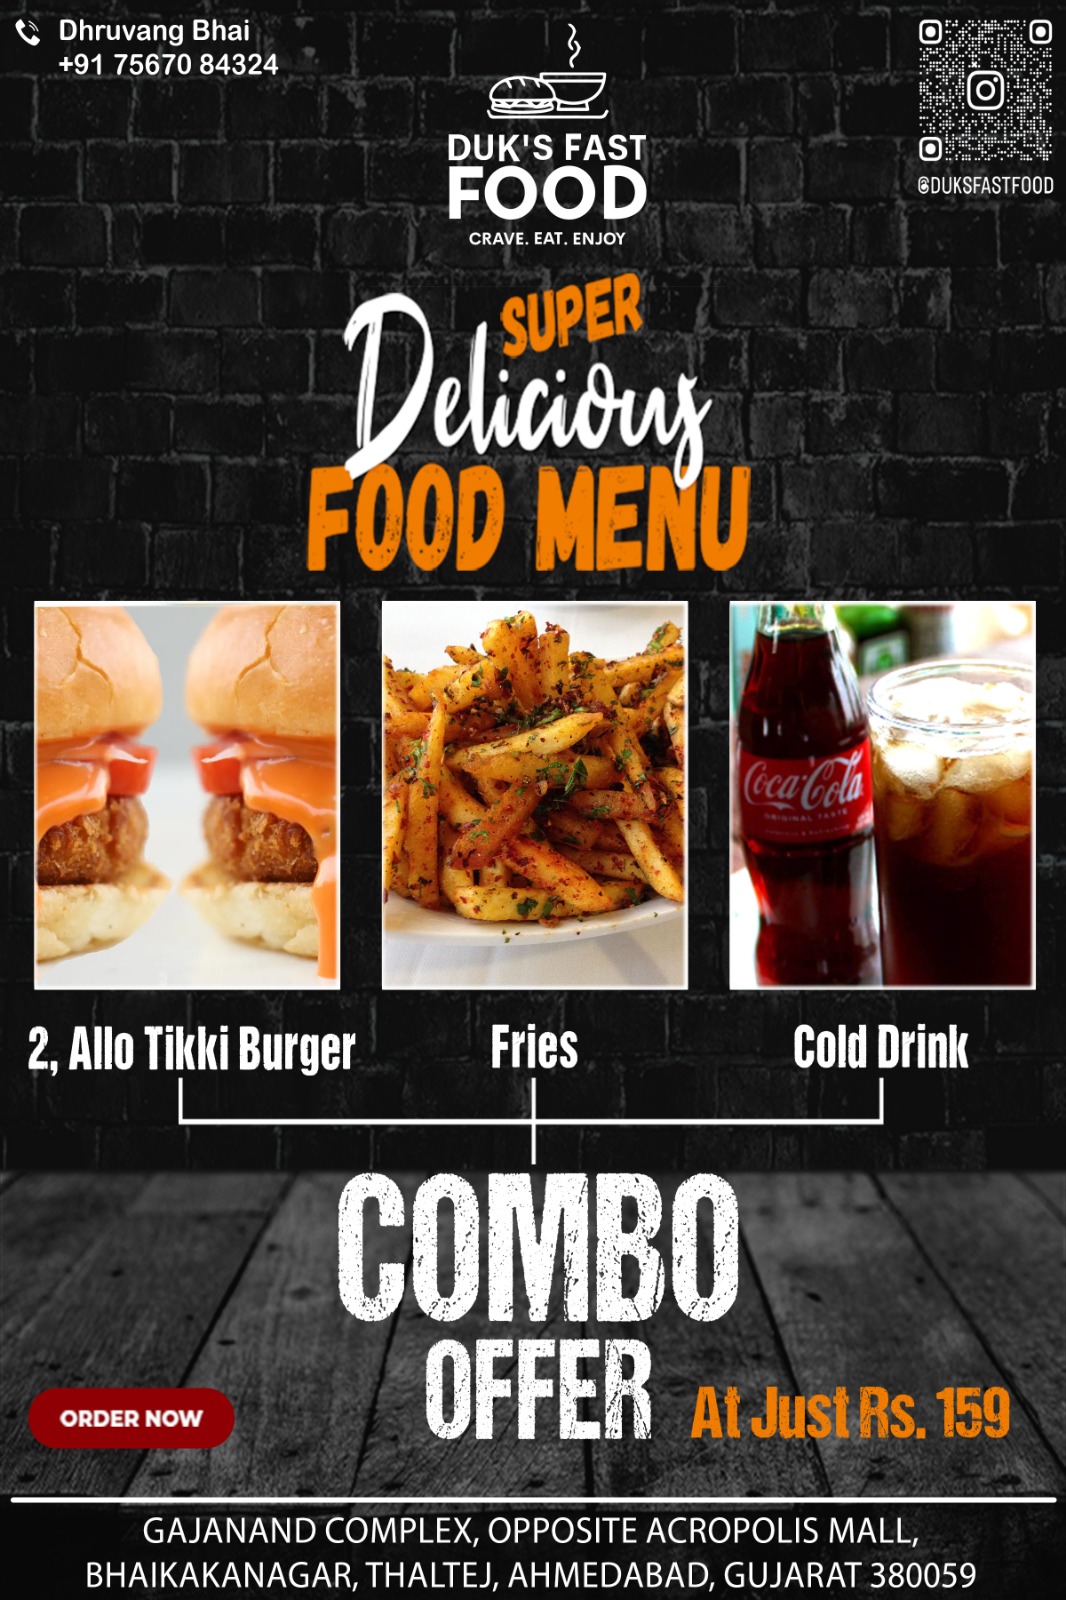 Dhruvang Bhai
+91 75670 84324
DUK'S FAST
FOOD
CRAVE. EAT. ENJOY
@DUKSFASTFOOD
SUPER
Delicious
FOOD MENU
Coca-Cola
ORIGINAL TASTE
2, Allo Tikki Burger
Fries
Cold Drink
COMBO
OFFER
At Just Rs. 159
ORDER NOW
GAJANAND COMPLEX, OPPOSITE ACROPOLIS MALL,
BHAIKAKANAGAR, THALTEJ, AHMEDABAD, GUJARAT 380059